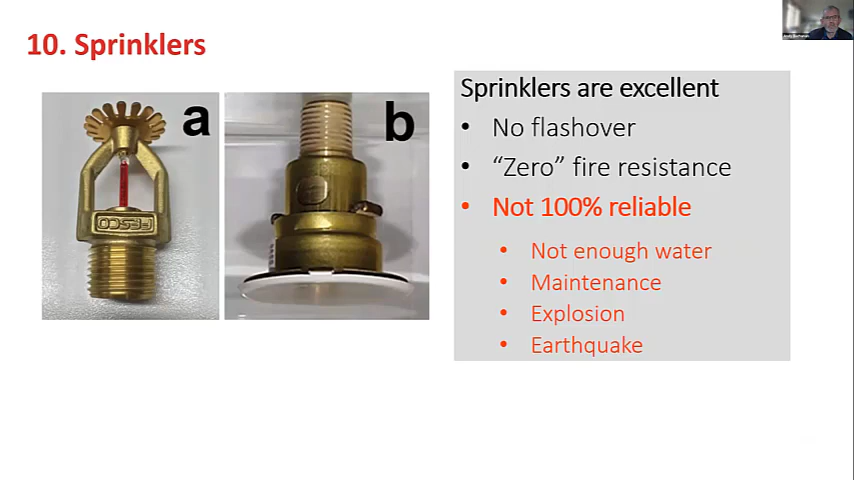 10. Sprinklers
a
b
FESCO
Sprinklers are excellent
• No flashover
• “Zero” fire resistance
• Not 100% reliable
• Not enough water
• Maintenance
• Explosion
• Earthquake